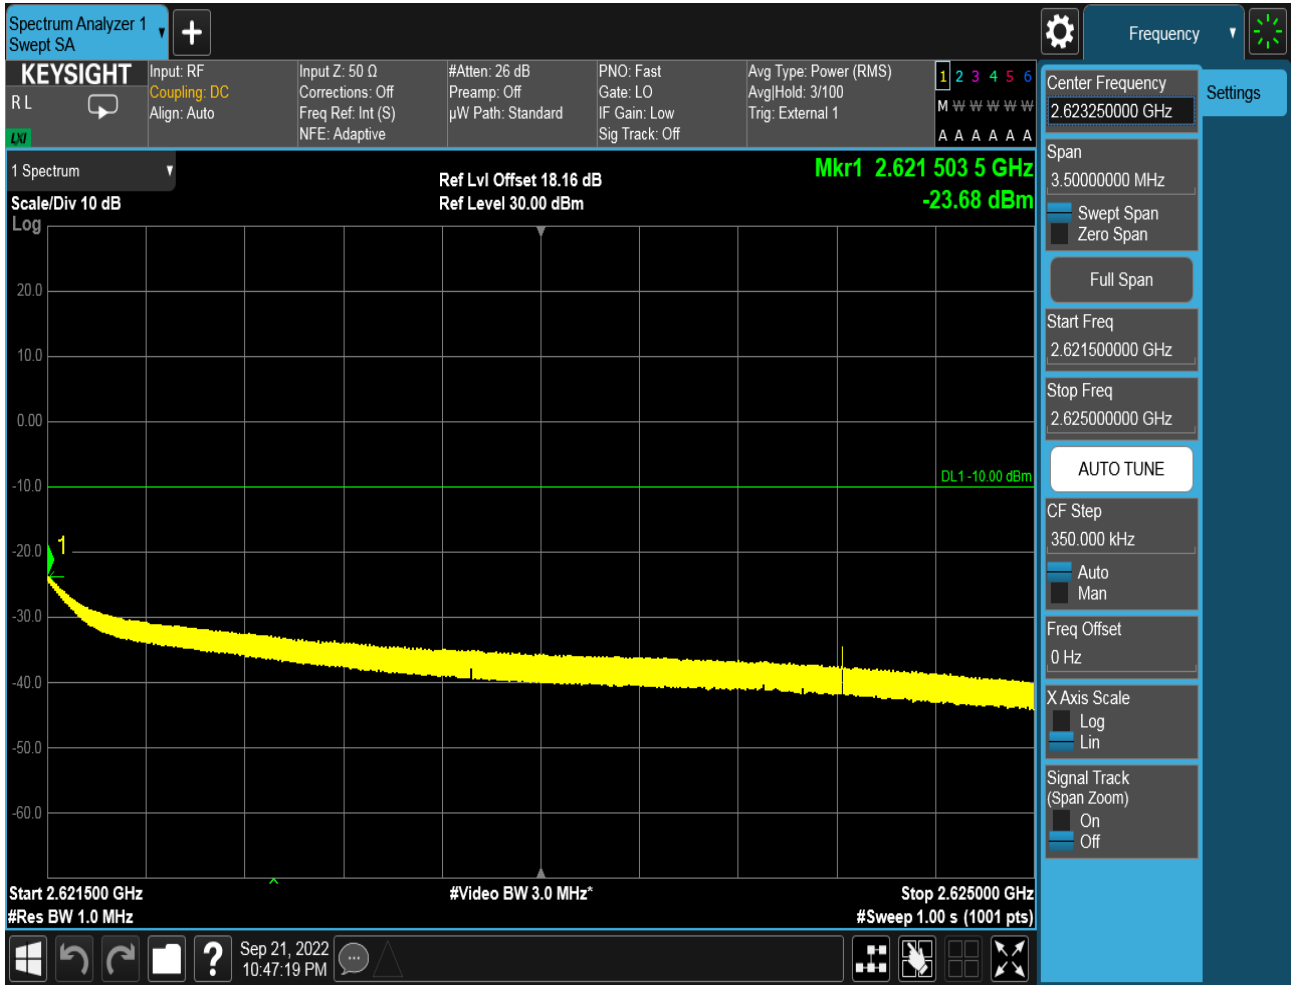 Spectrum Analyzer 1
Swept SA
Frequency
KEYSIGHT
R L
LXI
Input: RF
Coupling: DC
Align: Auto
Input Z: 50 Ω
Corrections: Off
Freq Ref: Int (S)
NFE: Adaptive
#Atten: 26 dB
Preamp: Off
µW Path: Standard
PNO: Fast
Gate: LO
IF Gain: Low
Sig Track: Off
Avg Type: Power (RMS)
Avg|Hold: 3/100
Trig: External 1
1 2 3 4 5 6
M W W W W W
A A A A A A
1 Spectrum
Scale/Div 10 dB
Log
Ref Lvl Offset 18.16 dB
Ref Level 30.00 dBm
Mkr1 2.621 503 5 GHz
-23.68 dBm
20.0
10.0
0.00
-10.0
-20.0
-30.0
-40.0
-50.0
-60.0
DL1 -10.00 dBm
1
Start 2.621500 GHz
#Res BW 1.0 MHz
#Video BW 3.0 MHz*
Stop 2.625000 GHz
#Sweep 1.00 s (1001 pts)
Center Frequency
2.623250000 GHz
Settings
Span
3.50000000 MHz
Swept Span
Zero Span
Full Span
Start Freq
2.621500000 GHz
Stop Freq
2.625000000 GHz
AUTO TUNE
CF Step
350.000 kHz
Auto
Man
Freq Offset
0 Hz
X Axis Scale
Log
Lin
Signal Track
(Span Zoom)
On
Off
?
Sep 21, 2022
10:47:19 PM